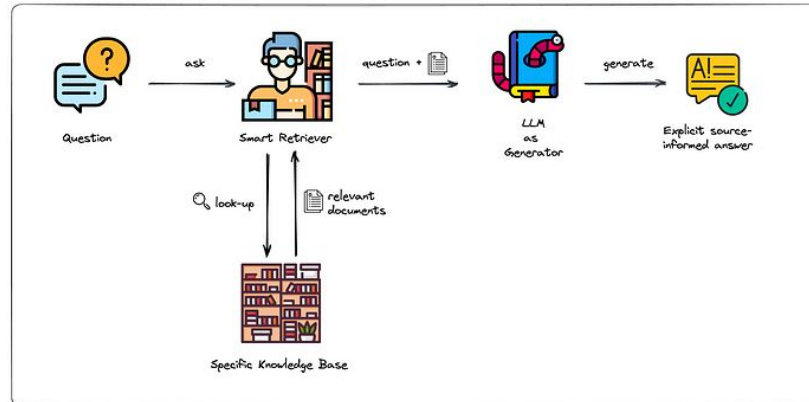 ?
ask
question +
generate
A!
Question
Smart Retriever
LLM
as
Generator
Explicit source-
informed answer
look-up
relevant
documents
Specific Knowledge Base